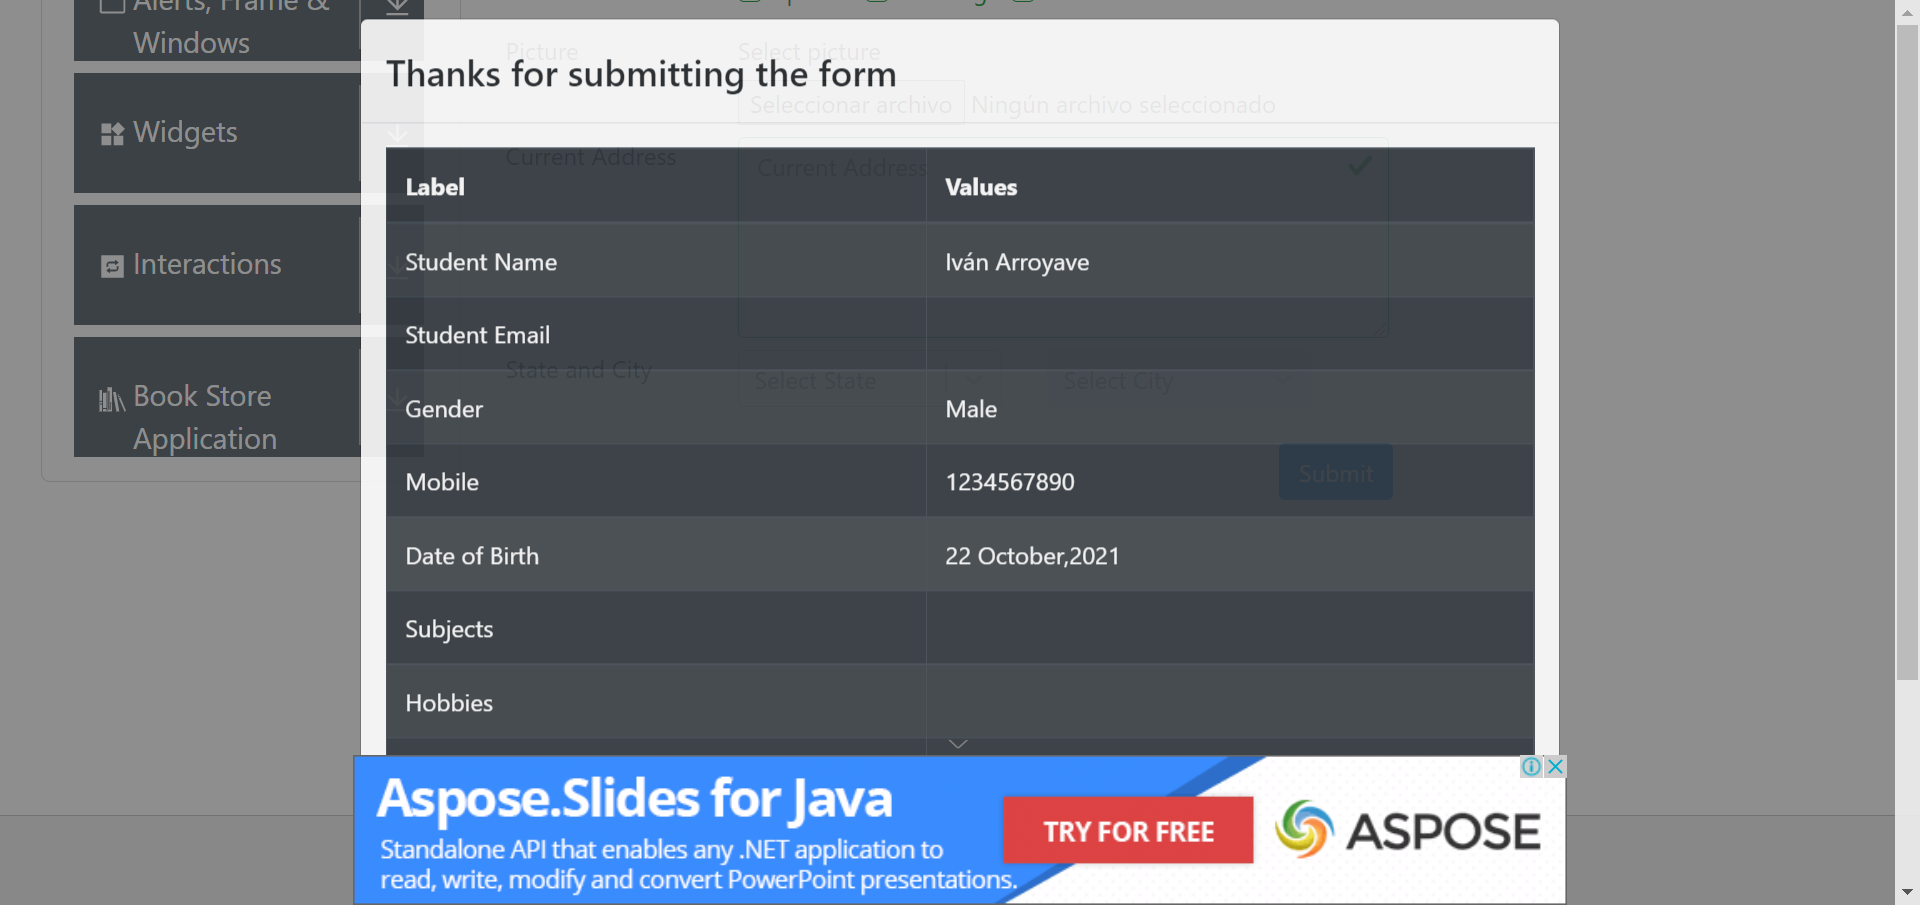 Alerts, Frame &
Windows
Widgets
Interactions
Book Store
Application
Picture
Select picture
Thanks for submitting the form
Seleccionar archivo Ningún archivo seleccionado
Current Address
Current Address
Label Values
Student Name Iván Arroyave
Student Email
State and City
Select State
Select City
Gender Male
Submit
Mobile 1234567890
Date of Birth 22 October,2021
Subjects
Hobbies
Aspose.Slides for Java
Standalone API that enables any .NET application to
read, write, modify and convert PowerPoint presentations.
TRY FOR FREE
ASPOSE